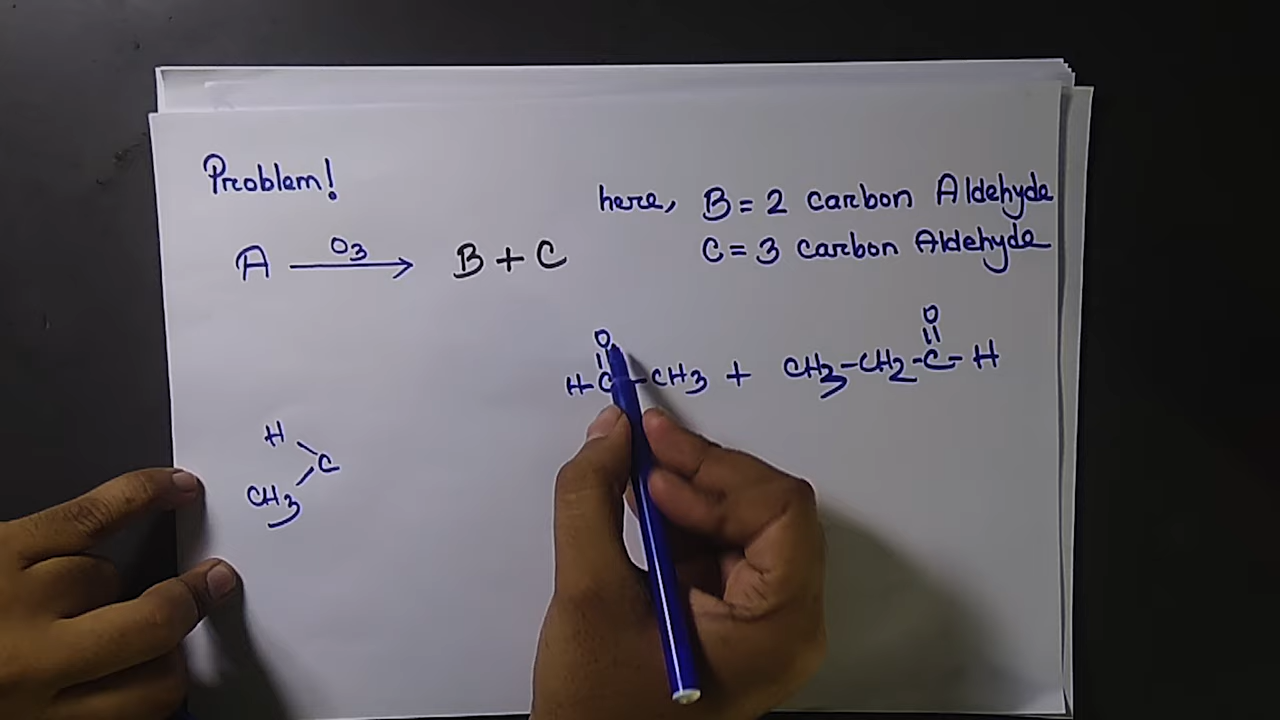 Problem!
here, B = 2 carbon Aldehyde
C = 3 carbon Aldehyde
A →O3 B + C
O O
|| ||
H-C-CH3 + CH3-CH2-C-H
H
C
CH3